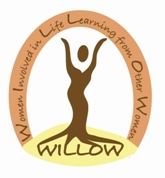 Women Involved in Life Learning from Other Women
WILLOW